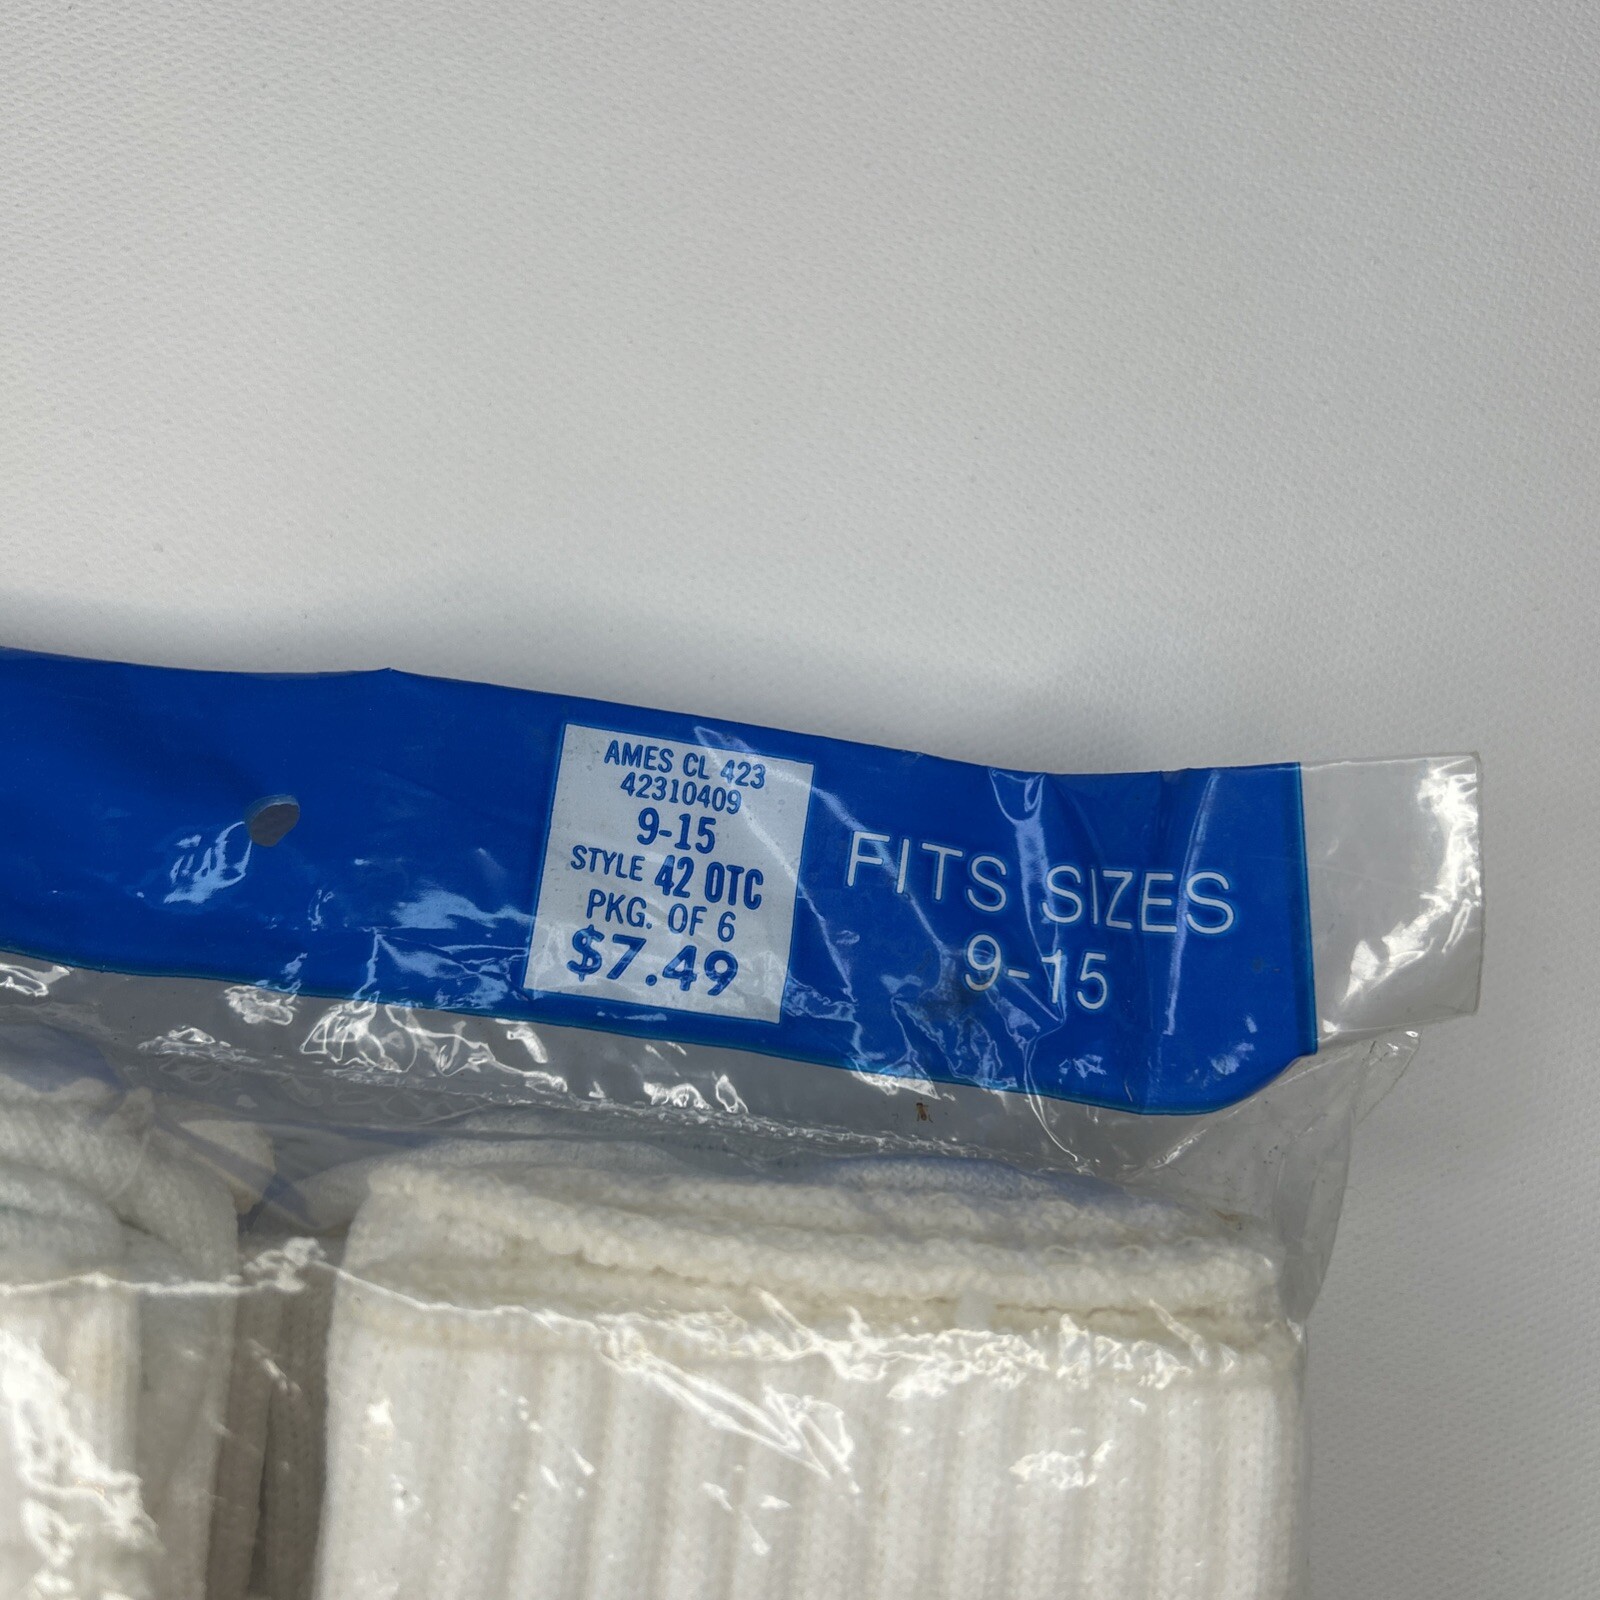 AMES CL 423
42310409
9-15
STYLE 42 OTC
PKG. OF 6
$7.49
FITS SIZES
9-15